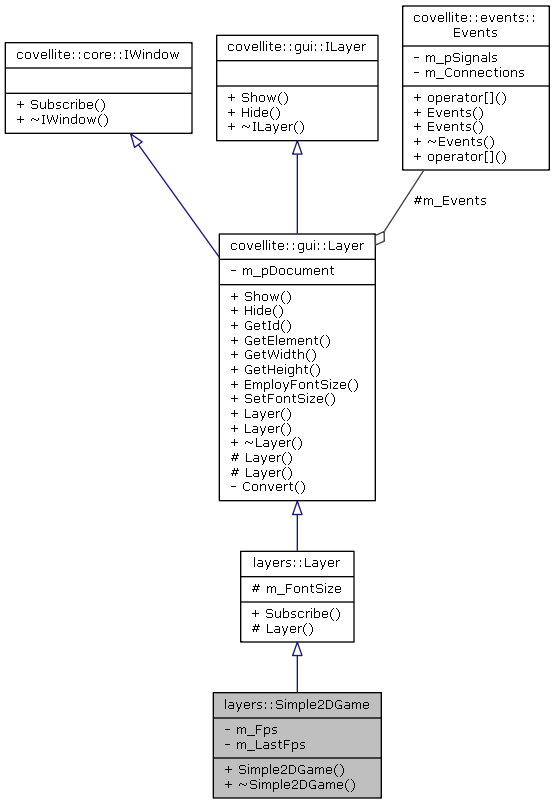 covellite::core::IWindow
+ Subscribe()
+ ~IWindow()
covellite::gui::ILayer
+ Show()
+ Hide()
+ ~ILayer()
covellite::events::
Events
- m_pSignals
- m_Connections
+ operator[]()
+ Events()
+ Events()
+ ~Events()
+ operator[]()
#m_Events
covellite::gui::Layer
- m_pDocument
+ Show()
+ Hide()
+ GetId()
+ GetElement()
+ GetWidth()
+ GetHeight()
+ EmployFontSize()
+ SetFontSize()
+ Layer()
+ Layer()
+ ~Layer()
# Layer()
# Layer()
- Convert()
layers::Layer
# m_FontSize
+ Subscribe()
# Layer()
layers::Simple2DGame
- m_Fps
- m_LastFps
+ Simple2DGame()
+ ~Simple2DGame()